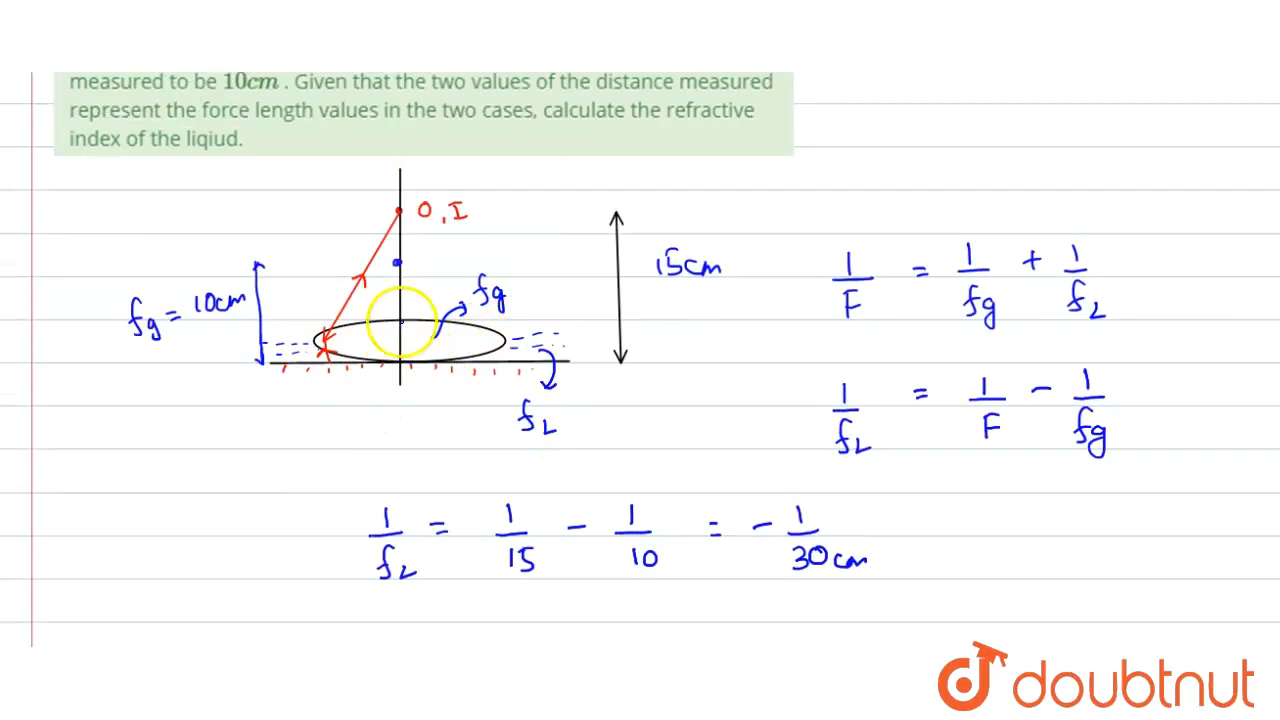 measured to be 10cm . Given that the two values of the distance measured
represent the force length values in the two cases, calculate the refractive
index of the liqiud.
O, I
15cm
fg = 10cm
fg
fL
1/F = 1/fg + 1/fL
1/fL = 1/F - 1/fg
1/fL = 1/15 - 1/10 = - 1/30cm
doubtnut